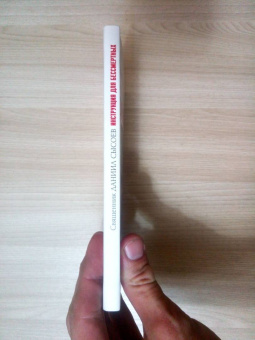 Священник ДАНИИЛ СЫСОЕВ ИНСТРУКЦИЯ ДЛЯ БЕССМЕРТНЫХ